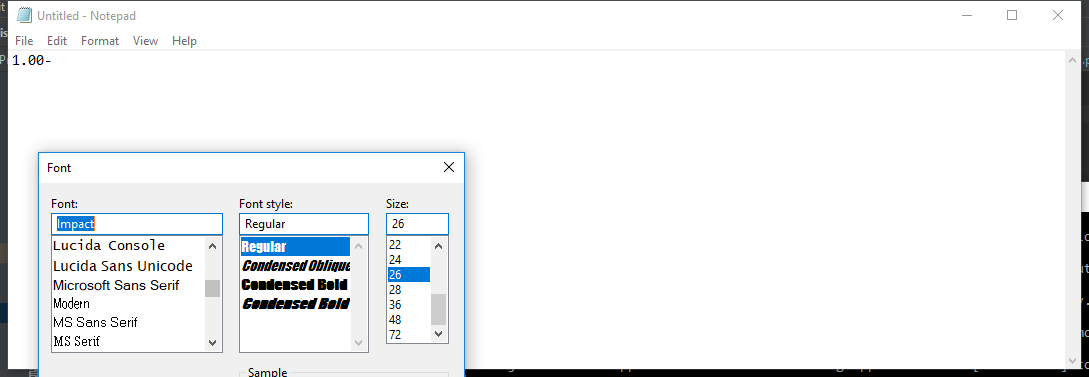 Untitled - Notepad
File Edit Format View Help
1.00-
Font
Font: Font style: Size:
Impact Regular 26
Lucida Console
Lucida Sans Unicode
Microsoft Sans Serif
Modern
MS Sans Serif
MS Serif
Regular
Condensed Oblique
Condensed Bold
Condensed Bold
22
24
26
28
36
48
72
Sample